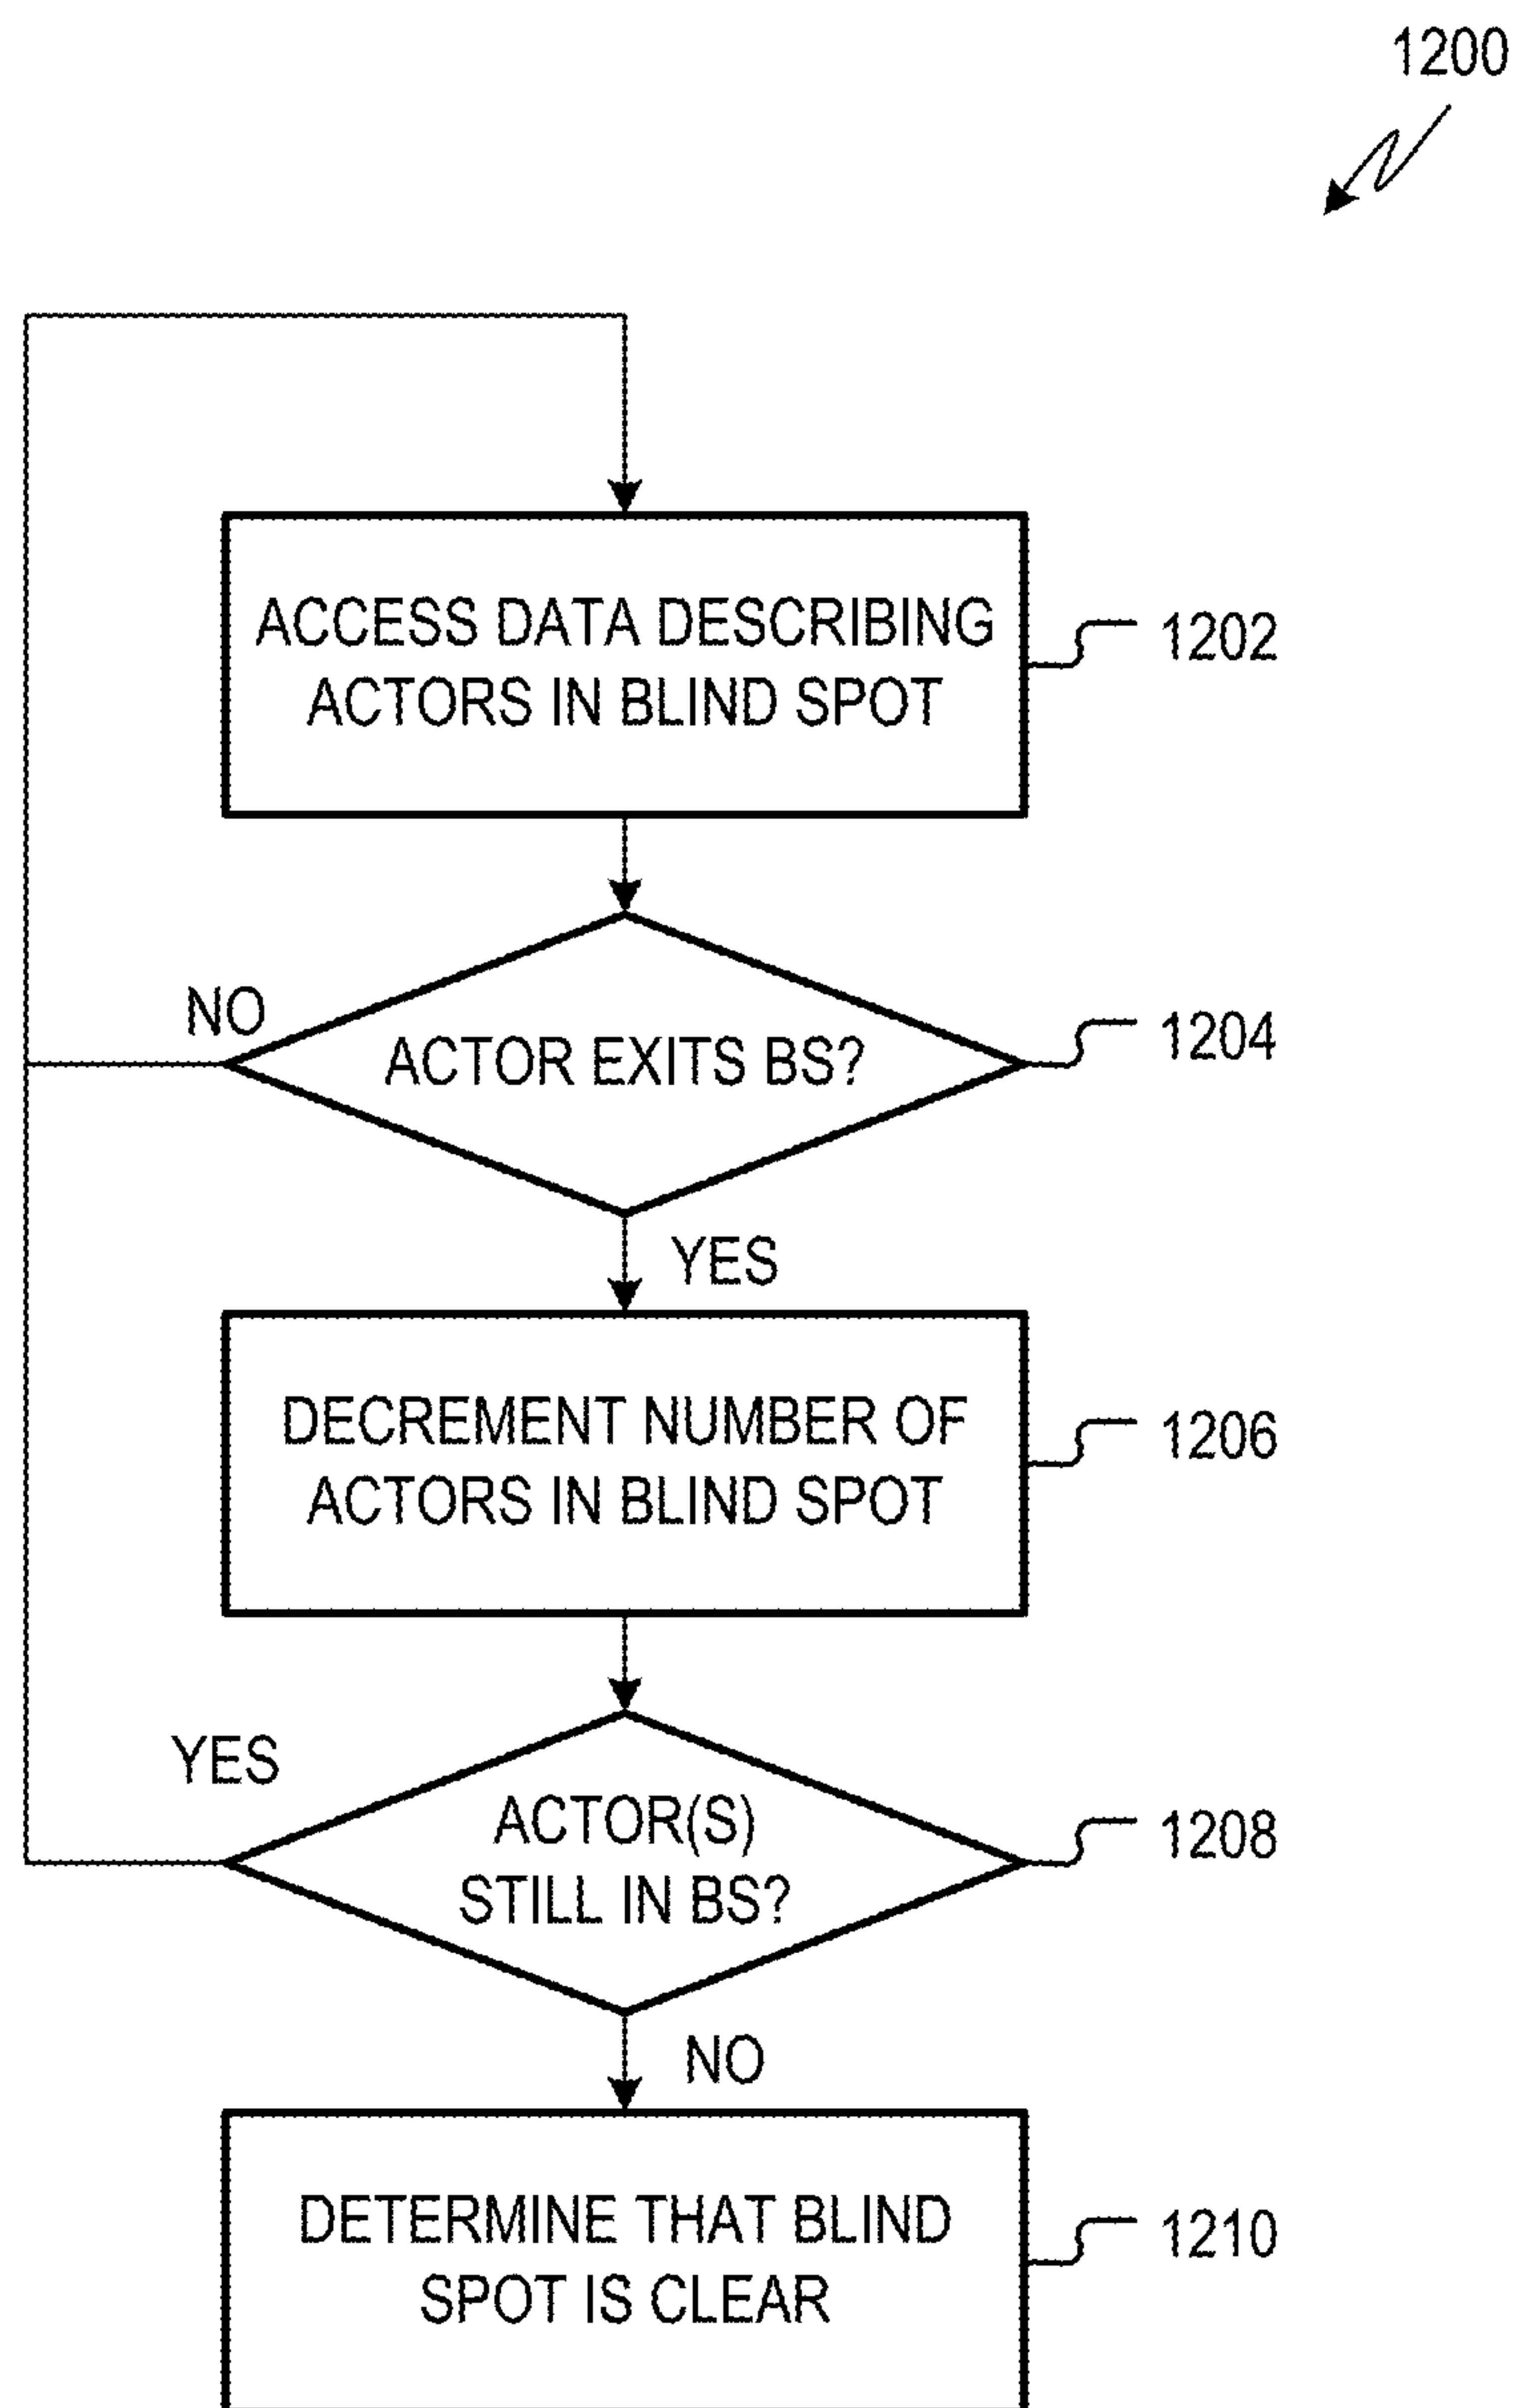 1200
ACCESS DATA DESCRIBING
ACTORS IN BLIND SPOT
1202
NO
ACTOR EXITS BS?
1204
YES
DECREMENT NUMBER OF
ACTORS IN BLIND SPOT
1206
YES
ACTOR(S)
STILL IN BS?
1208
NO
DETERMINE THAT BLIND
SPOT IS CLEAR
1210